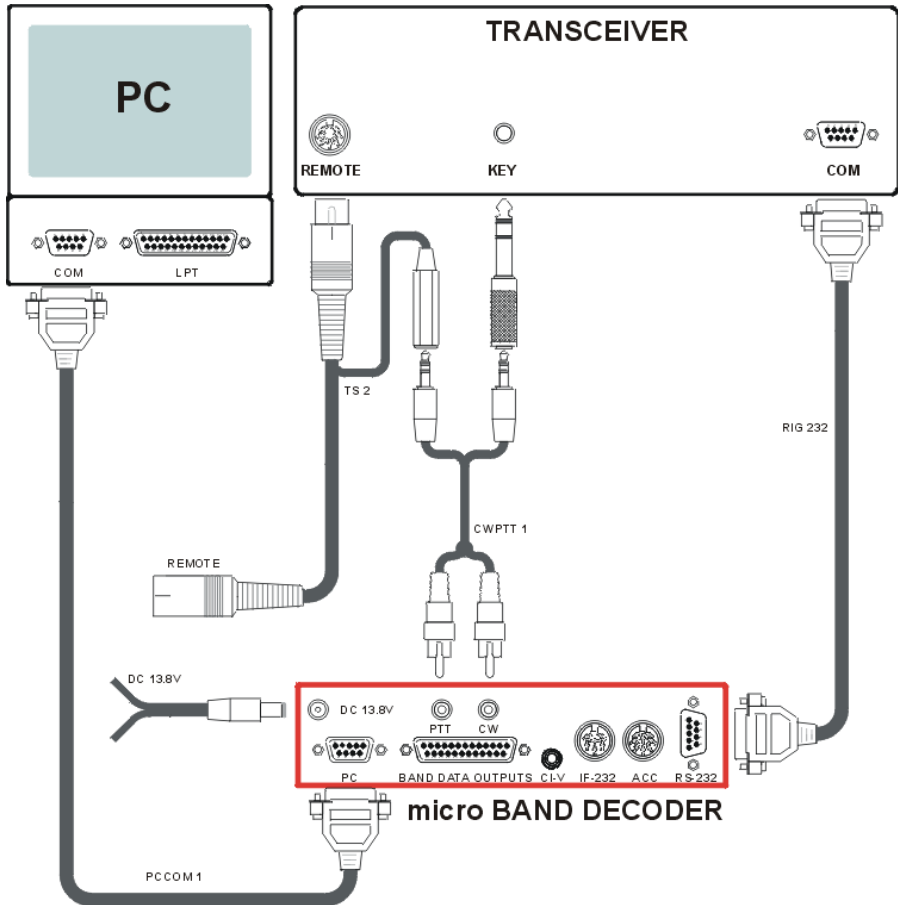 TRANSCEIVER
PC
REMOTE
KEY
COM
COM
LPT
TS 2
RIG 232
CWPTT 1
REMOTE
DC 13.8V
DC 13.8V
PTT
CW
PC
BAND DATA OUTPUTS
CI-V
IF-232
ACC
RS-232
micro BAND DECODER
PCCOM 1